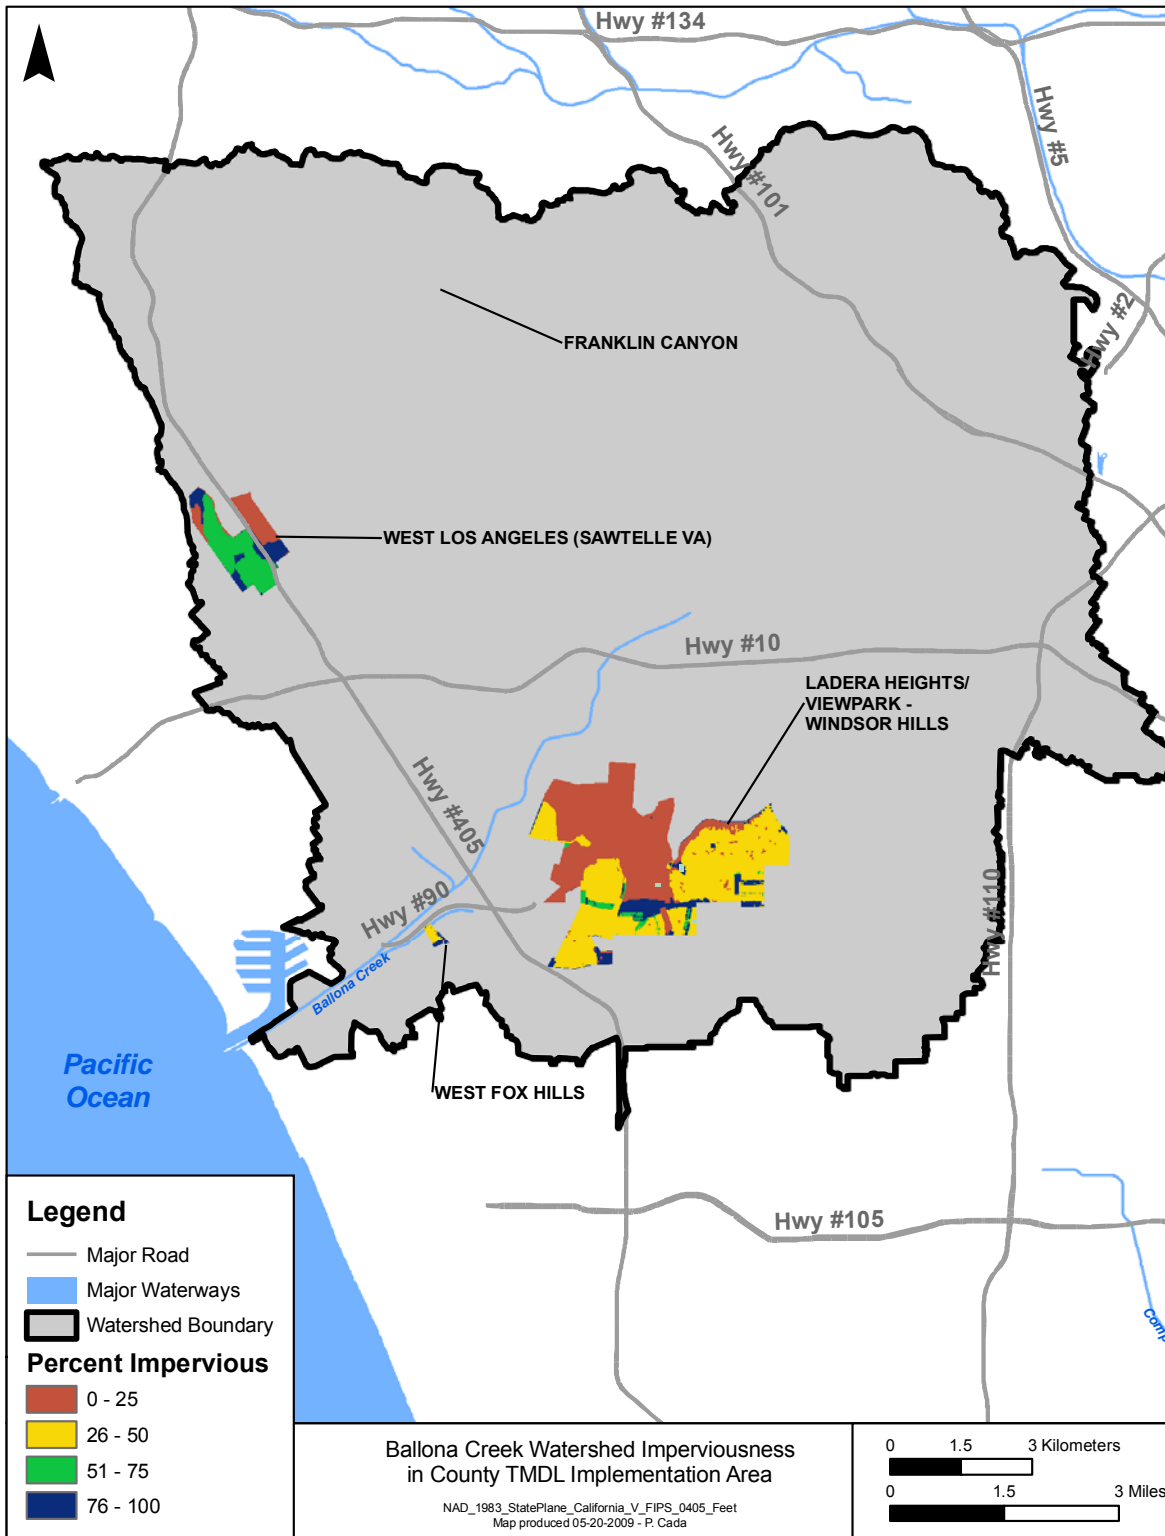 Hwy #134
Hwy #5
Hwy #101
Hwy #2
FRANKLIN CANYON
WEST LOS ANGELES (SAWTELLE VA)
Hwy #10
LADERA HEIGHTS/
VIEWPARK -
WINDSOR HILLS
Hwy #405
Hwy #90
Hwy #110
Ballona Creek
Pacific
Ocean
WEST FOX HILLS
Hwy #105
Comp
Legend
Major Road
Major Waterways
Watershed Boundary
Percent Impervious
0 - 25
26 - 50
51 - 75
76 - 100
Ballona Creek Watershed Imperviousness
in County TMDL Implementation Area
NAD_1983_StatePlane_California_V_FIPS_0405_Feet
Map produced 05-20-2009 - P. Cada
0 1.5 3 Kilometers
0 1.5 3 Miles